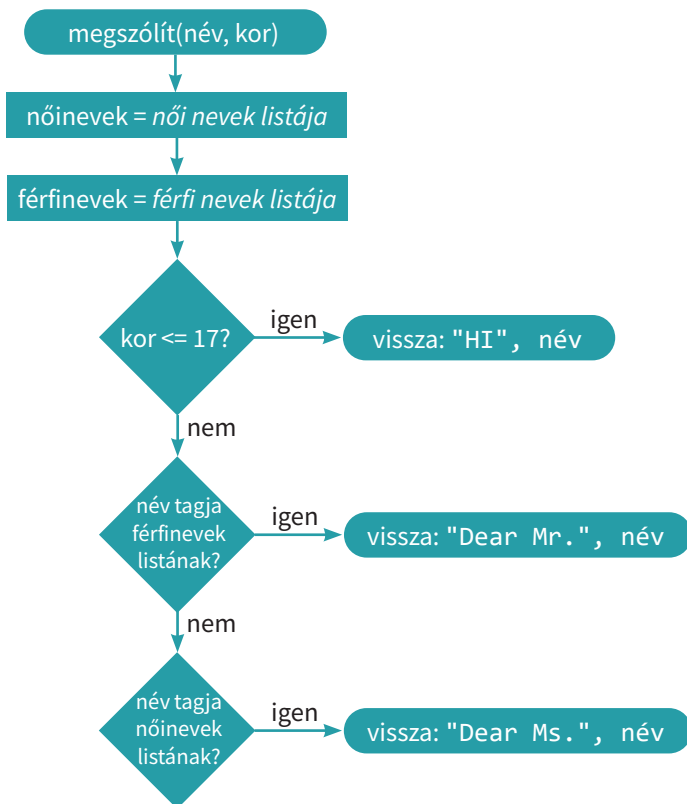 megszólít(név, kor)
nőinevek = női nevek listája
férfinevek = férfi nevek listája
kor <= 17?
igen
vissza: "HI", név
nem
név tagja
férfinevek
listának?
igen
vissza: "Dear Mr.", név
nem
név tagja
nőinevek
listának?
igen
vissza: "Dear Ms.", név